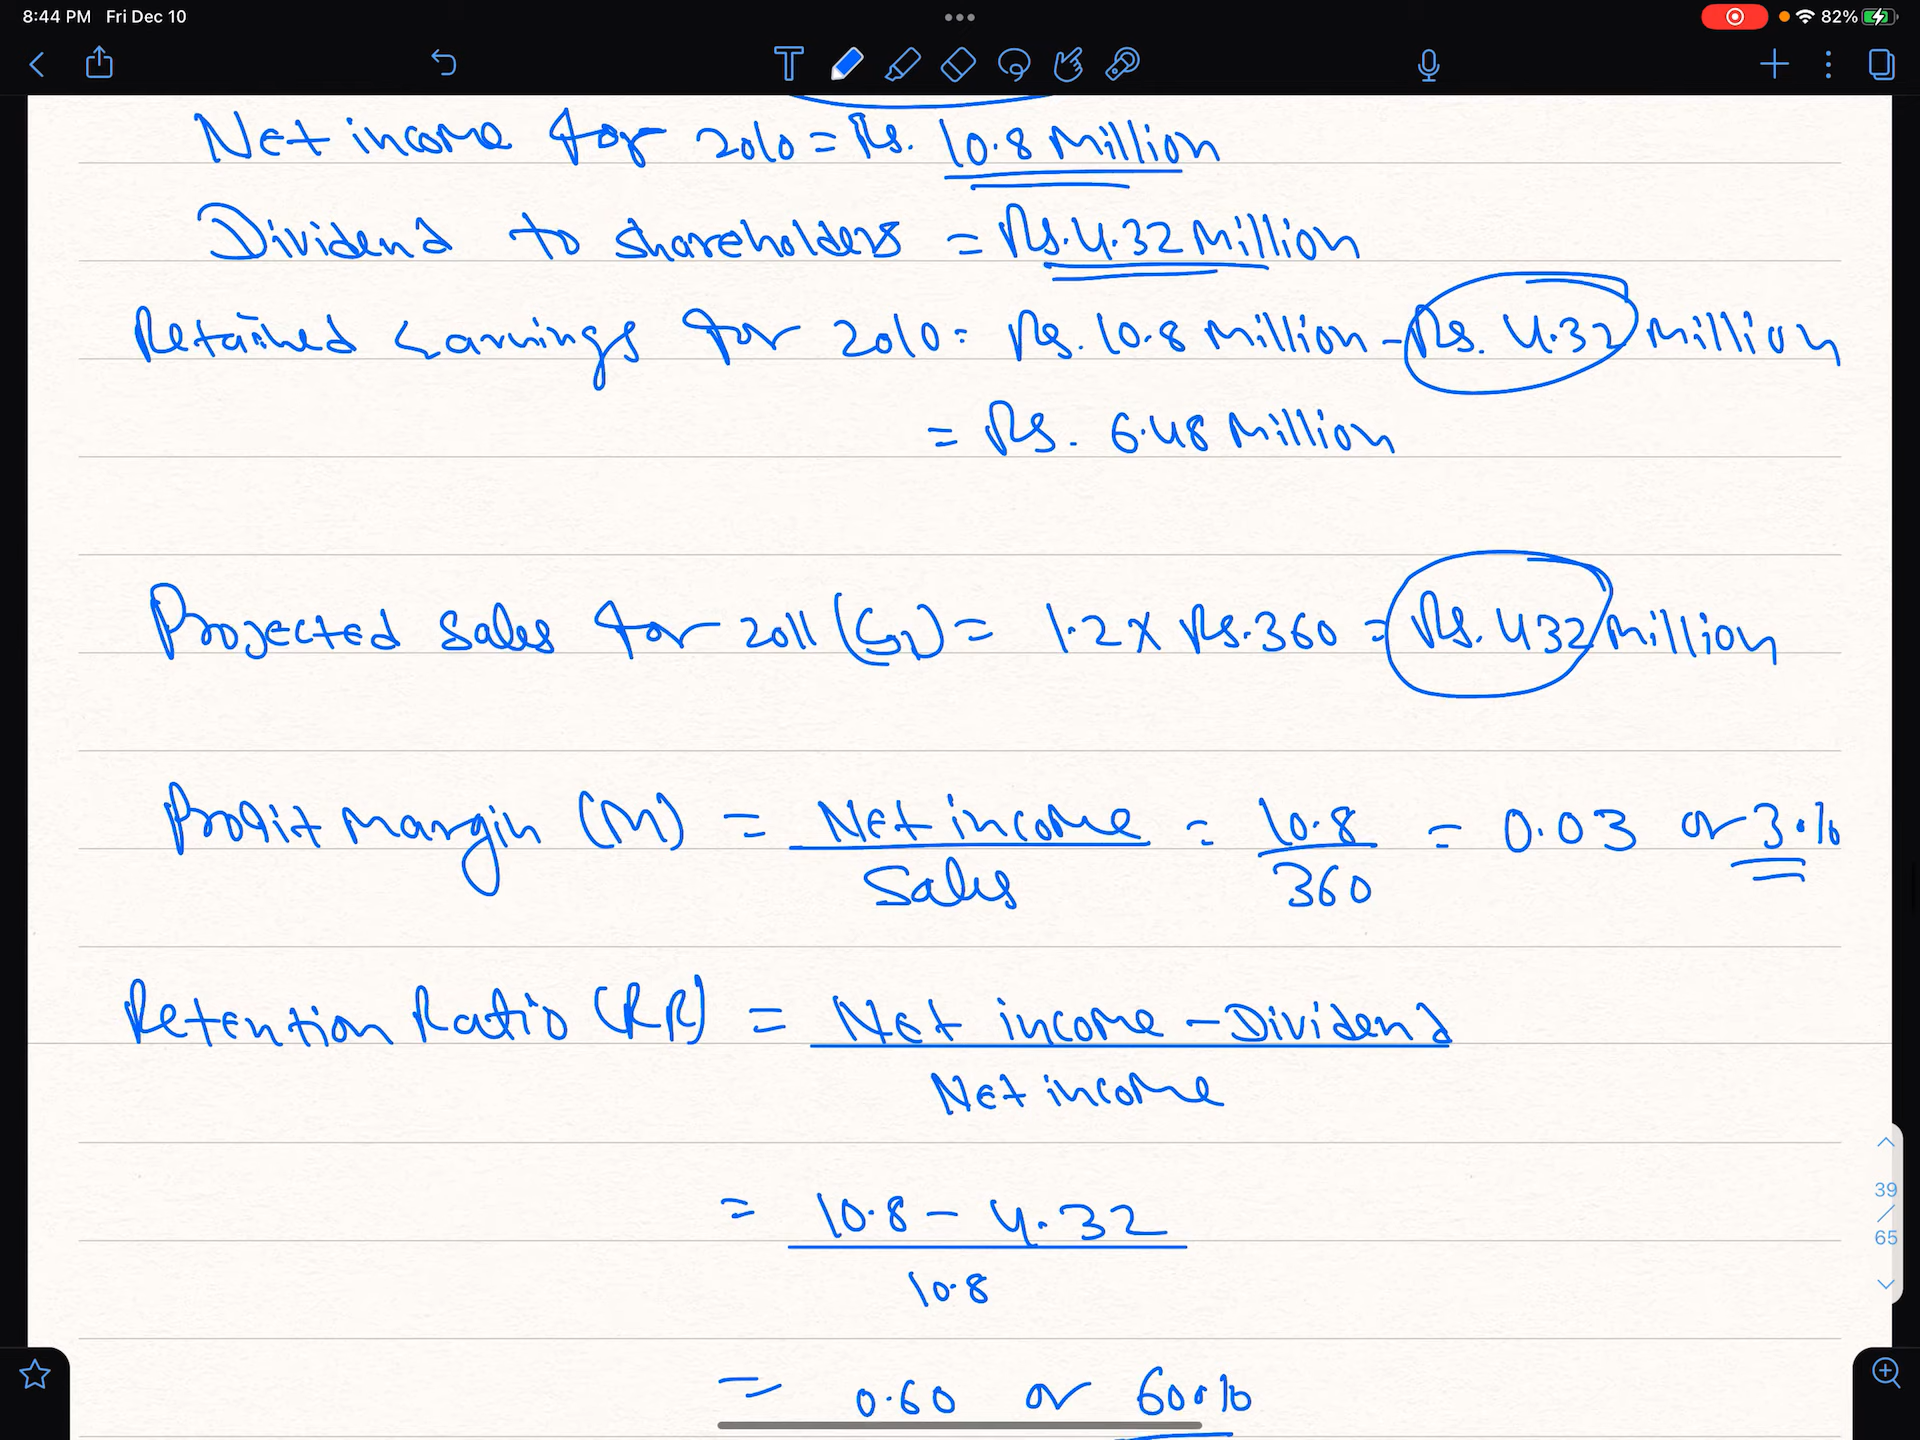 8:44 PM Fri Dec 10
82%
Net income for 2010 = Rs. 10.8 Million
Dividend to shareholders = Rs. 4.32 Million
Retained Earnings for 2010 = Rs. 10.8 Million - Rs. 4.32 Million
= Rs. 6.48 Million
Projected Sales for 2011 (S1) = 1.2 x Rs. 360 = Rs. 432 Million
Profit Margin (M) = Net income / Sales = 10.8 / 360 = 0.03 or 3%
Retention Ratio (RR) = Net income - Dividend
Net income
= 10.8 - 4.32
10.8
= 0.60 or 60%
39
/
65